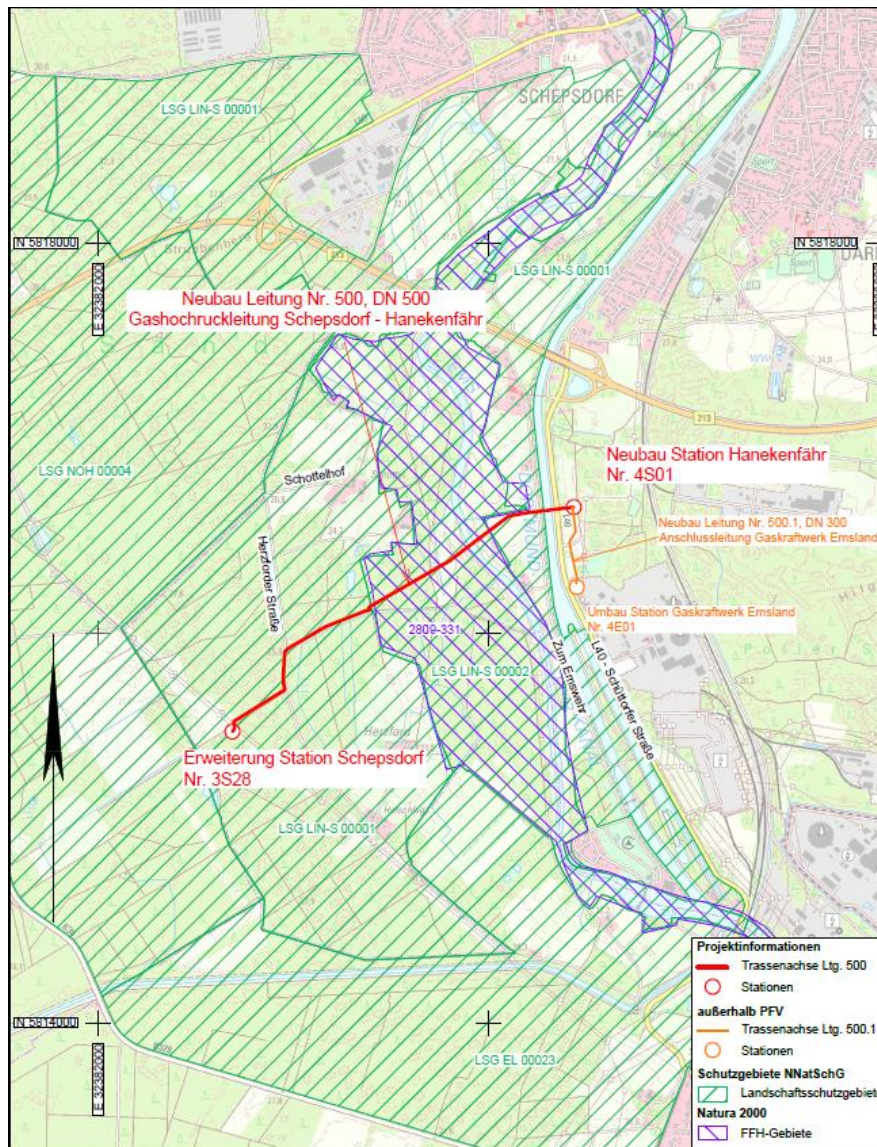 SCHEPSDORF
LSG LIN-S 00001
N 5818000
N 5818000
E 32382000
Strubbenberg
213
LSG LIN-S 00001
Neubau Leitung Nr. 500, DN 500
Gashochruckleitung Schepsdorf - Hanekenfähr
213
LSG NOH 00004
Schottelhof
Herzforder Straße
Neubau Station Hanekenfähr
Nr. 4S01
L40
Neubau Leitung Nr. 500.1, DN 300
Anschlussleitung Gaskraftwerk Emsland
Umbau Station Gaskraftwerk Emsland
Nr. 4E01
2809-331
LSG LIN-S 00002
Zum Emswehr
L40 - Schüttorfer Straße
Herzford
Erweiterung Station Schepsdorf
Nr. 3S28
LSG LIN-S 00001
N 5814000
E 32382000
LSG EL 00023
Projektinformationen
Trassenachse Ltg. 500
Stationen
außerhalb PFV
Trassenachse Ltg. 500.1
Stationen
Schutzgebiete NNatSchG
Landschaftsschutzgebiete
Natura 2000
FFH-Gebiete